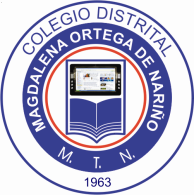 COLEGIO DISTRITAL
MAGDALENA ORTEGA DE NARIÑO
M. T. N.
1963